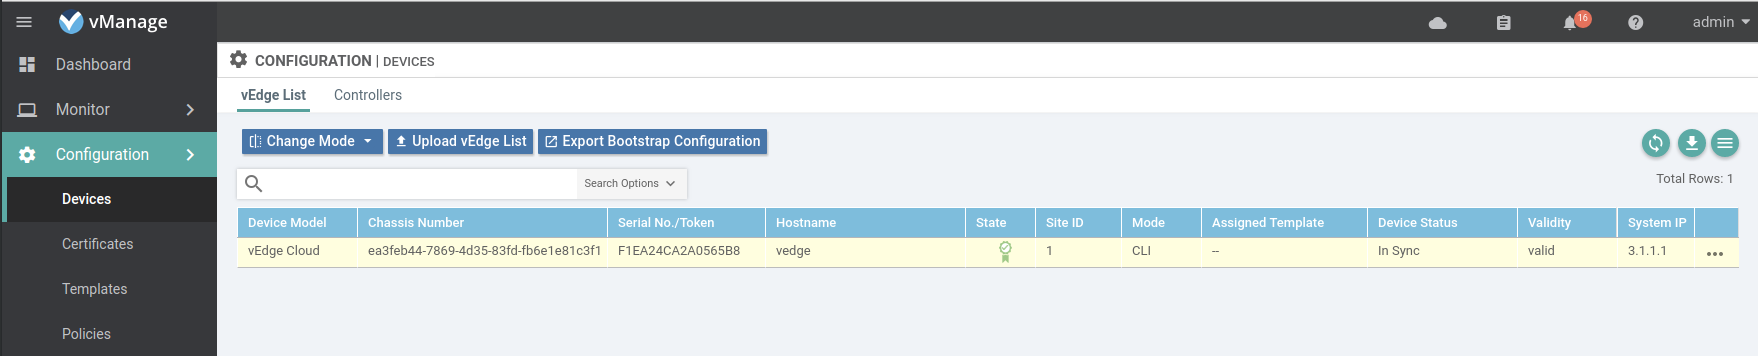 vManage
16
admin
Dashboard
Monitor
Configuration
Devices
Certificates
Templates
Policies
CONFIGURATION | DEVICES
vEdge List Controllers
Change Mode Upload vEdge List Export Bootstrap Configuration
Search Options
Total Rows: 1
Device Model Chassis Number Serial No./Token Hostname State Site ID Mode Assigned Template Device Status Validity System IP
vEdge Cloud ea3feb44-7869-4d35-83fd-fb6e1e81c3f1 F1EA24CA2A0565B8 vedge 1 CLI -- In Sync valid 3.1.1.1 ...